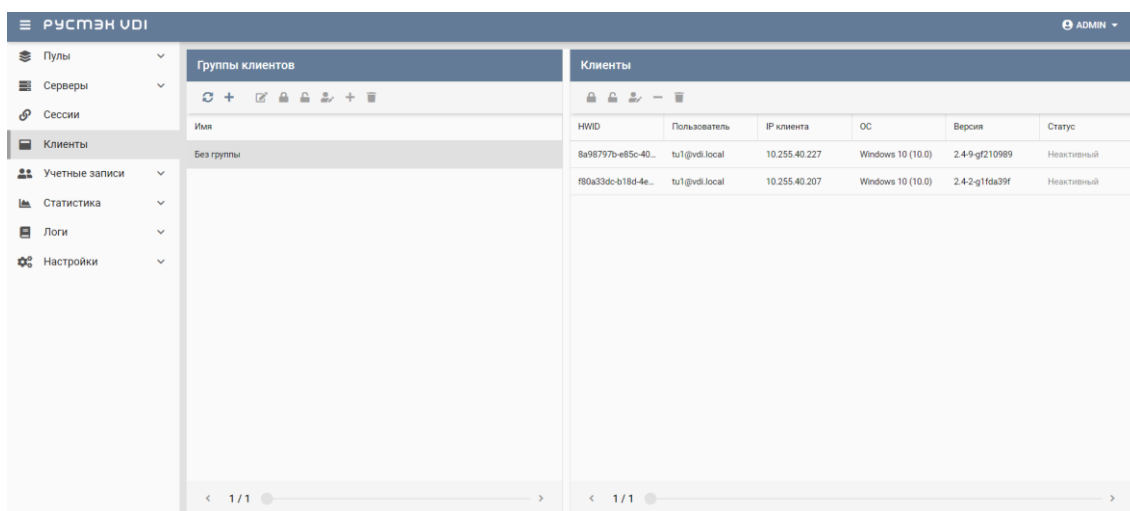 РУСТЭК VDI
ADMIN
Пулы
Серверы
Сессии
Клиенты
Учетные записи
Статистика
Логи
Настройки
Группы клиентов
Имя
Без группы
1 / 1
Клиенты
HWID Пользователь IP клиента ОС Версия Статус
8a98797b-e85c-40... tu1@vdi.local 10.255.40.227 Windows 10 (10.0) 2.4-9-gf210989 Неактивный
f80a33dc-b18d-4e... tu1@vdi.local 10.255.40.207 Windows 10 (10.0) 2.4-2-g1fda39f Неактивный
1 / 1